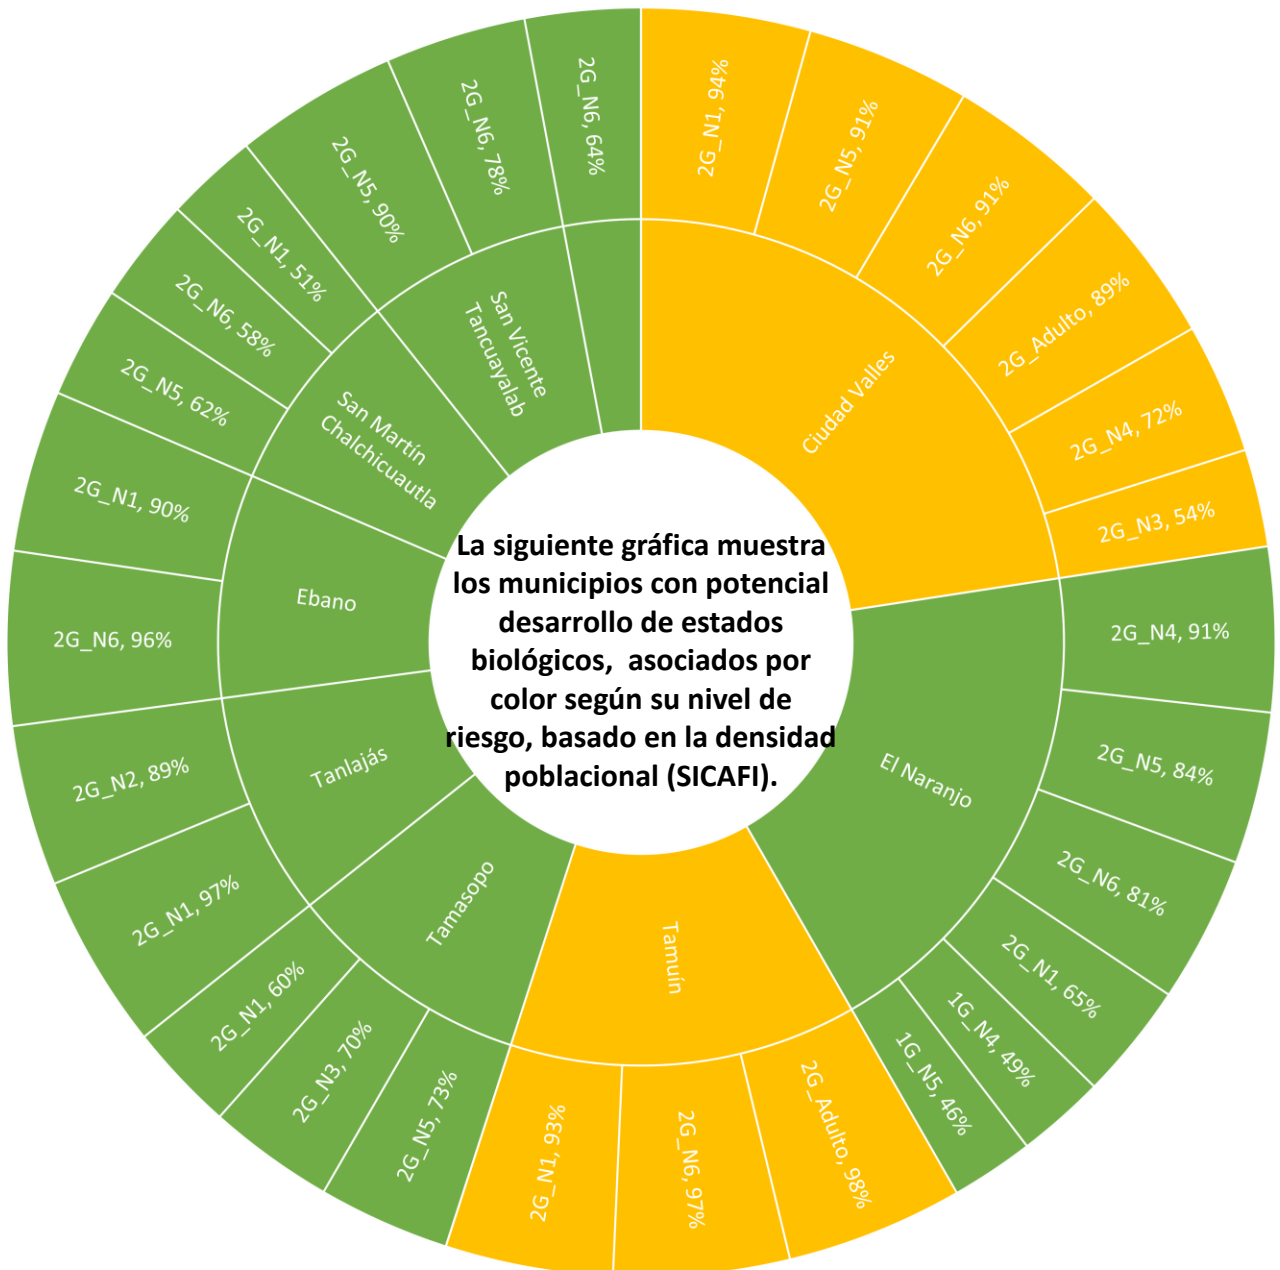 La siguiente gráfica muestra
los municipios con potencial
desarrollo de estados
biológicos,  asociados por
color según su nivel de
riesgo, basado en la densidad
poblacional (SICAFI).
Ciudad Valles
2G_N1, 94%
2G_N5, 91%
2G_N6, 91%
2G_Adulto, 89%
2G_N4, 72%
2G_N3, 54%
El Naranjo
2G_N4, 91%
2G_N5, 84%
2G_N6, 81%
2G_N1, 65%
1G_N4, 49%
1G_N5, 46%
Tamuín
2G_Adulto, 98%
2G_N6, 97%
2G_N1, 93%
Tamasopo
2G_N5, 73%
2G_N3, 70%
2G_N1, 60%
Tanlajás
2G_N1, 97%
2G_N2, 89%
Ebano
2G_N6, 96%
2G_N1, 90%
San Martín
Chalchicuautla
2G_N5, 62%
2G_N6, 58%
2G_N1, 51%
San Vicente
Tancuayalab
2G_N5, 90%
2G_N6, 78%
2G_N6, 64%